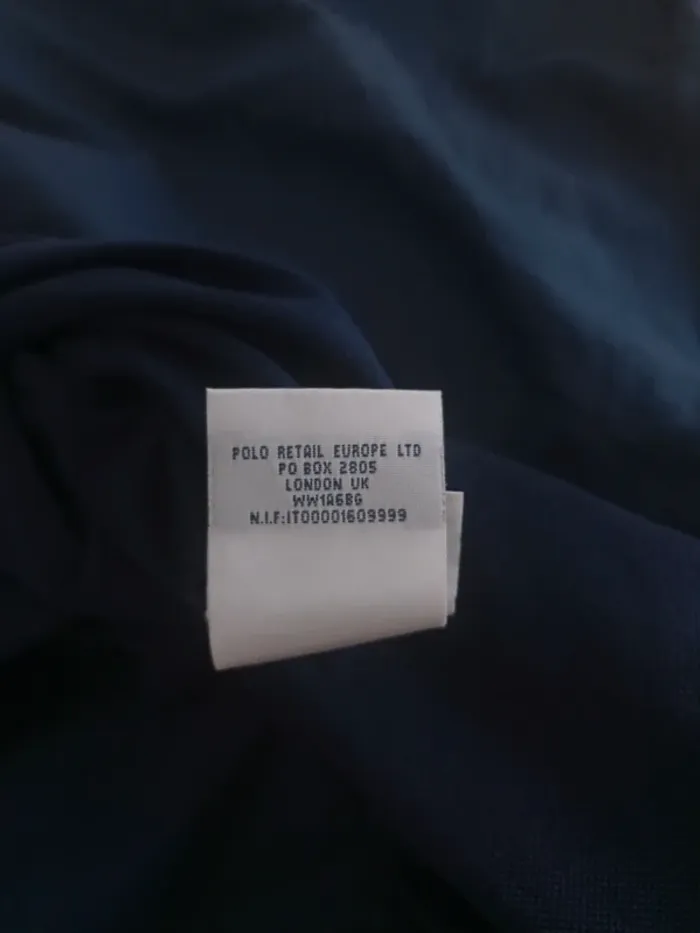 POLO RETAIL EUROPE LTD
PO BOX 2805
LONDON UK
WW1A6BG
N.I.F:IT00001609999